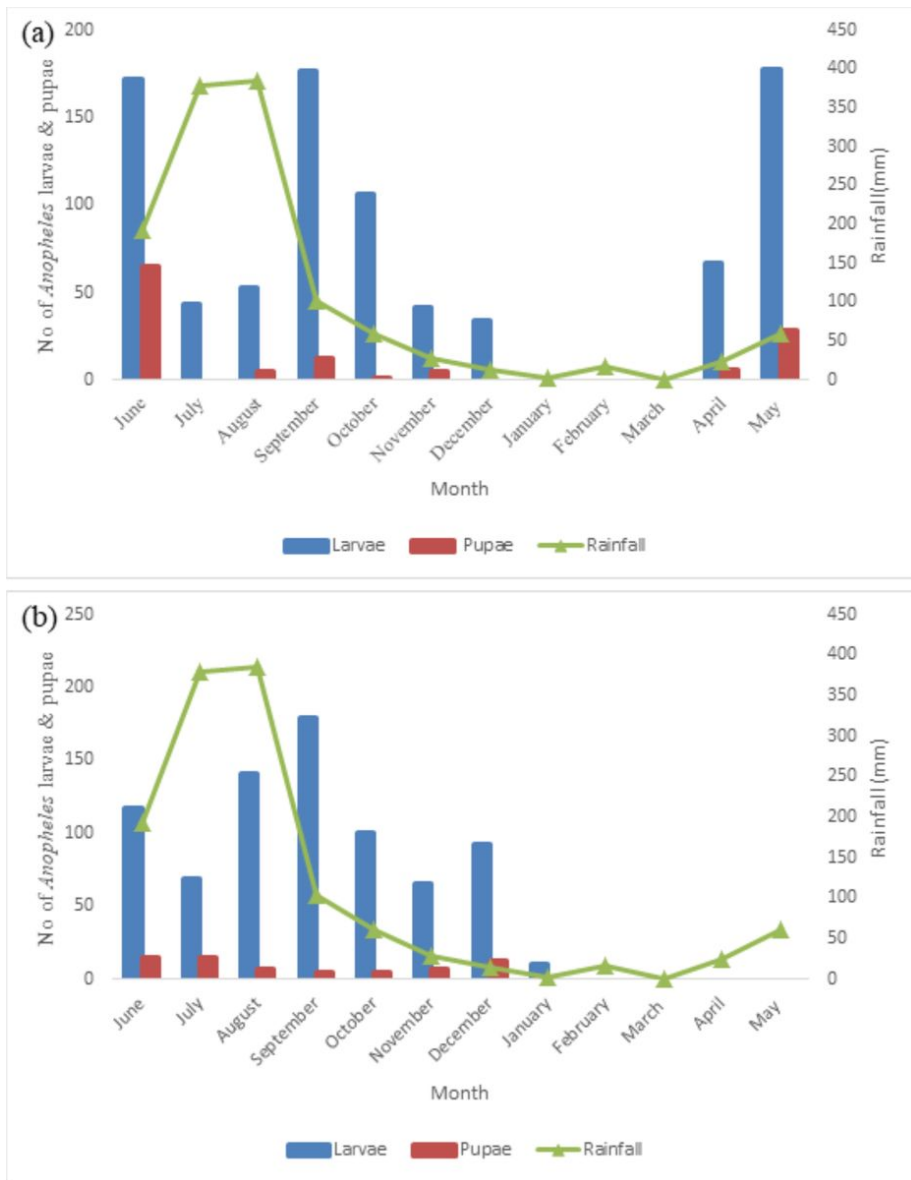 (a)
No of Anopheles larvae & pupae
200
150
100
50
0
450
400
350
300
250
200
150
100
50
0
Rainfall(mm)
June
July
August
September
October
November
December
January
February
March
April
May
Month
Larvae
Pupae
Rainfall
(b)
No of Anopheles larvae & pupae
250
200
150
100
50
0
450
400
350
300
250
200
150
100
50
0
Rainfall (mm)
June
July
August
September
October
November
December
January
February
March
April
May
Month
Larvae
Pupae
Rainfall